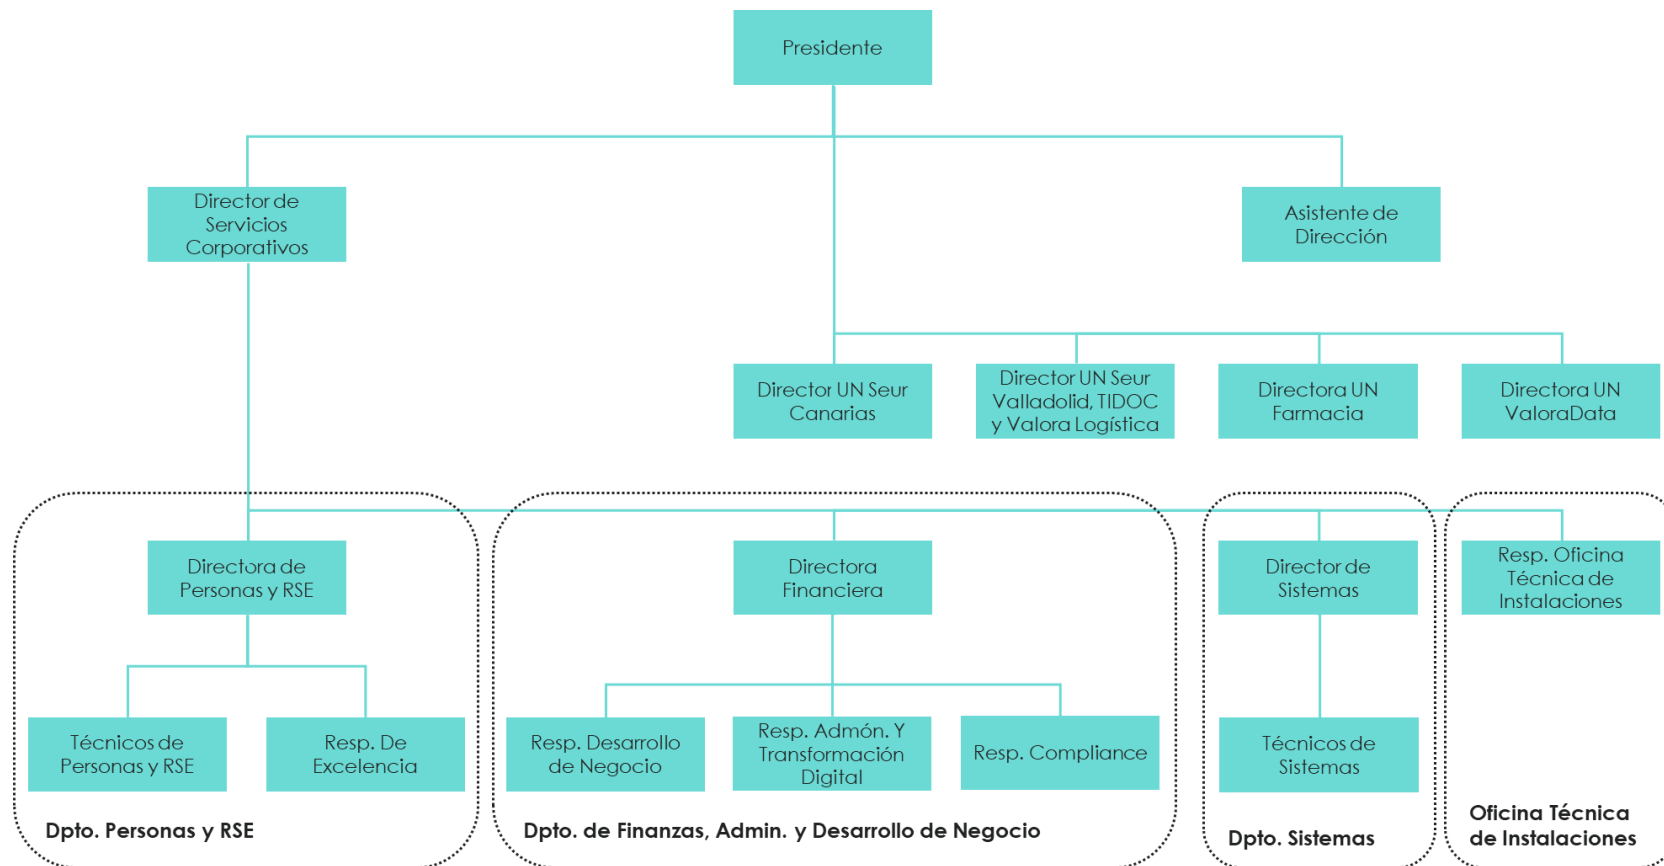 Presidente
Director de
Servicios
Corporativos
Asistente de
Dirección
Director UN Seur
Canarias
Director UN Seur
Valladolid, TIDOC
y Valora Logística
Directora UN
Farmacia
Directora UN
ValoraData
Directora de
Personas y RSE
Directora
Financiera
Director de
Sistemas
Resp. Oficina
Técnica de
Instalaciones
Técnicos de
Personas y RSE
Resp. De
Excelencia
Resp. Desarrollo
de Negocio
Resp. Admón. Y
Transformación
Digital
Resp. Compliance
Técnicos de
Sistemas
Dpto. Personas y RSE
Dpto. de Finanzas, Admin. y Desarrollo de Negocio
Dpto. Sistemas
Oficina Técnica
de Instalaciones